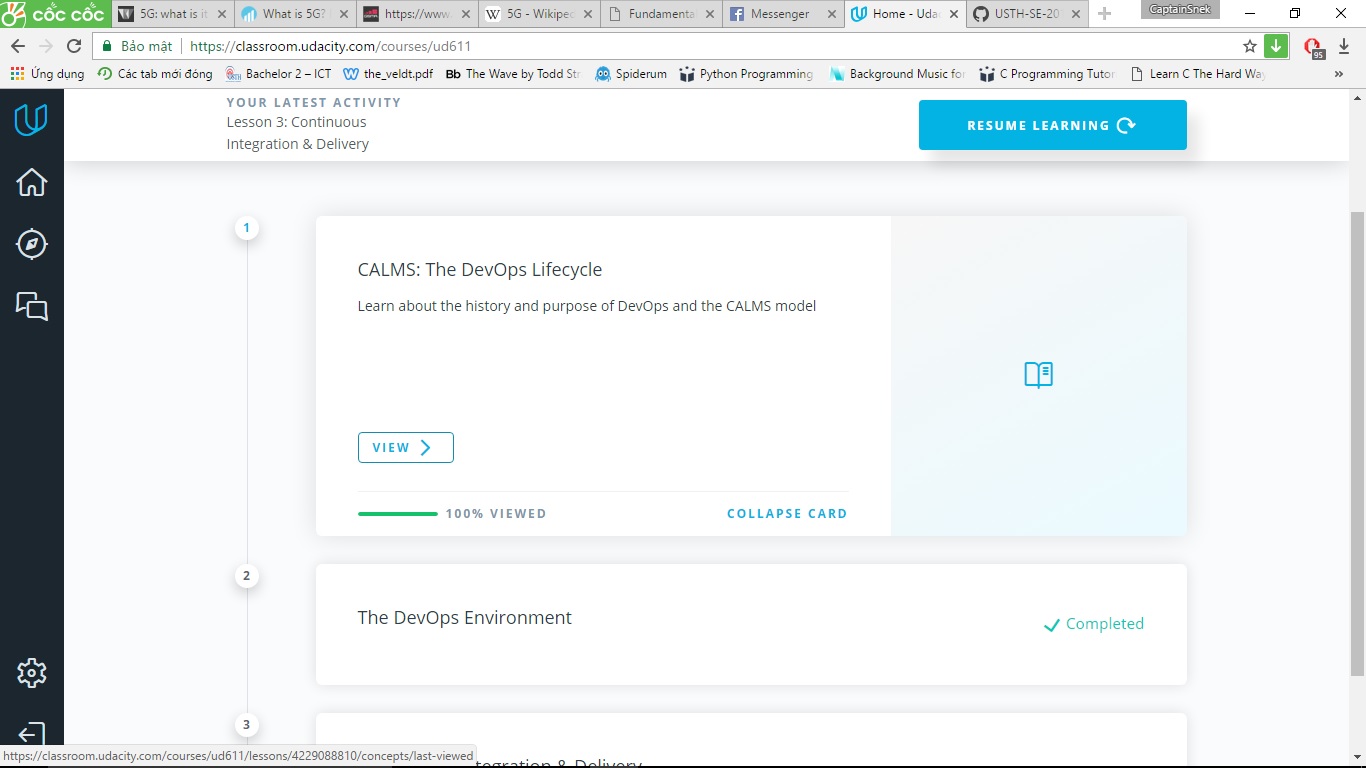 cốc cốc
5G: what is it
What is 5G?
https://www
5G - Wikipe
Fundamenta
Messenger
Home - Uda
USTH-SE-20
CaptainSnek
Bảo mật
https://classroom.udacity.com/courses/ud611
95
Ứng dụng
Các tab mới đóng
Bachelor 2 – ICT
the_veldt.pdf
Bb The Wave by Todd Str
Spiderum
Python Programming
Background Music for
C Programming Tutor
Learn C The Hard Way
»
YOUR LATEST ACTIVITY
Lesson 3: Continuous
Integration & Delivery
RESUME LEARNING
1
CALMS: The DevOps Lifecycle
Learn about the history and purpose of DevOps and the CALMS model
VIEW
100% VIEWED
COLLAPSE CARD
2
The DevOps Environment
Completed
3
tegration & Delivery
https://classroom.udacity.com/courses/ud611/lessons/4229088810/concepts/last-viewed